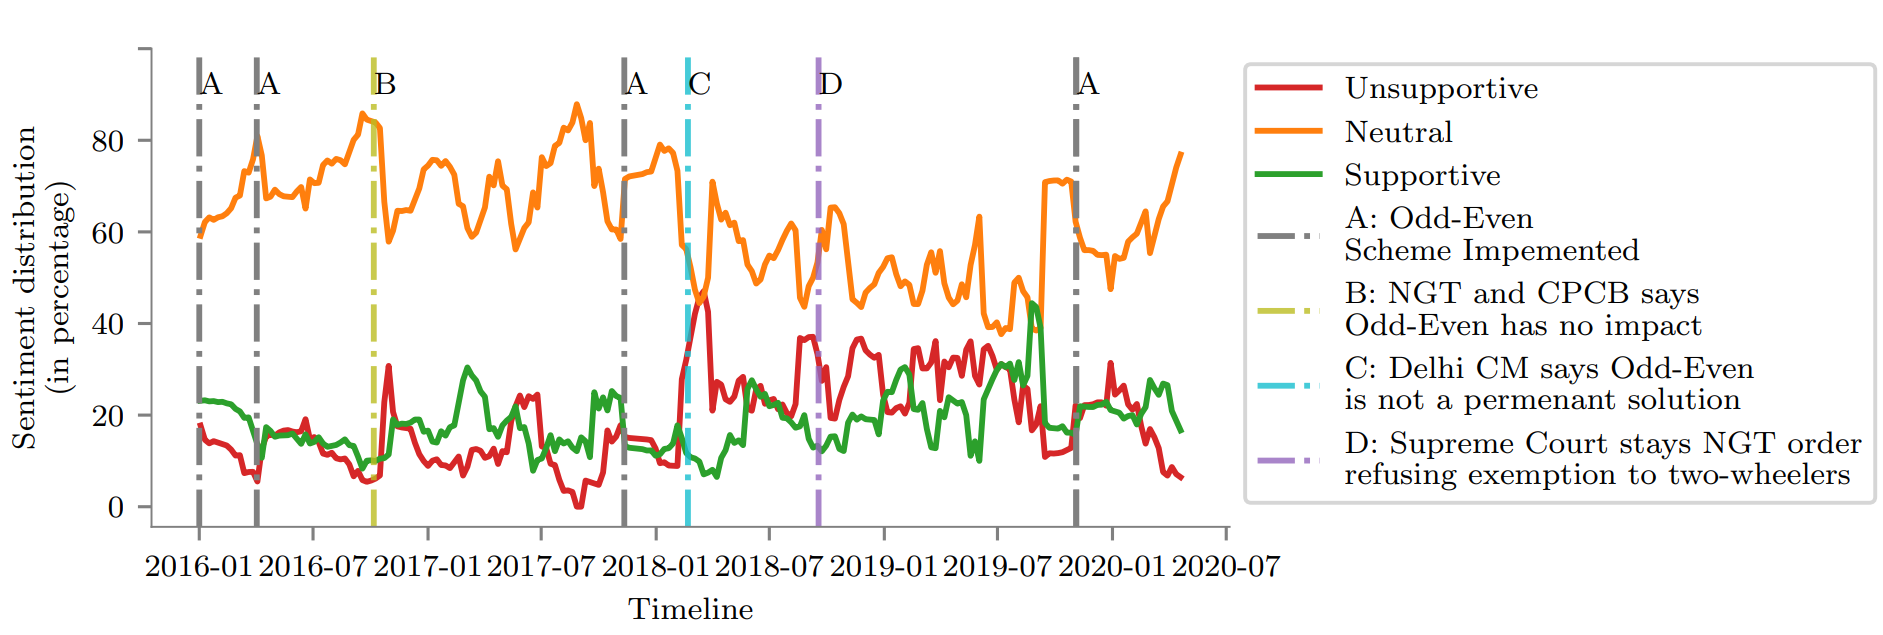 Sentiment distribution
(in percentage)
80
60
40
20
0
A
A
B
A
C
D
A
2016-01 2016-07 2017-01 2017-07 2018-01 2018-07 2019-01 2019-07 2020-01 2020-07
Timeline
Unsupportive
Neutral
Supportive
A: Odd-Even
Scheme Impemented
B: NGT and CPCB says
Odd-Even has no impact
C: Delhi CM says Odd-Even
is not a permenant solution
D: Supreme Court stays NGT order
refusing exemption to two-wheelers